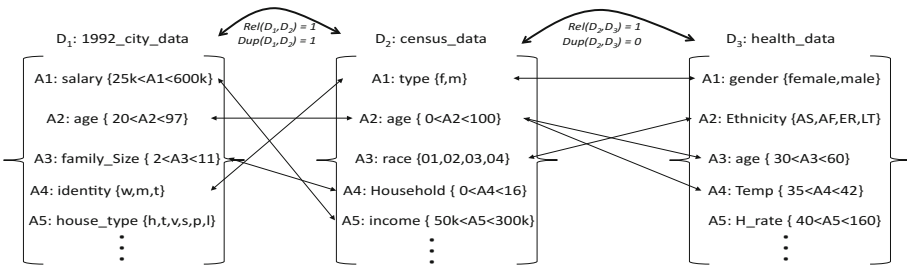 Rel(D₁,D₂) = 1
Dup(D₁,D₂) = 1
Rel(D₂,D₃) = 1
Dup(D₂,D₃) = 0
D₁: 1992_city_data
A1: salary {25k<A1<600k}
A2: age { 20<A2<97}
A3: family_Size { 2<A3<11}
A4: identity {w,m,t}
A5: house_type {h,t,v,s,p,l}
D₂: census_data
A1: type {f,m}
A2: age { 0<A2<100}
A3: race {01,02,03,04}
A4: Household { 0<A4<16}
A5: income { 50k<A5<300k}
D₃: health_data
A1: gender {female,male}
A2: Ethnicity {AS,AF,ER,LT}
A3: age { 30<A3<60}
A4: Temp { 35<A4<42}
A5: H_rate { 40<A5<160}